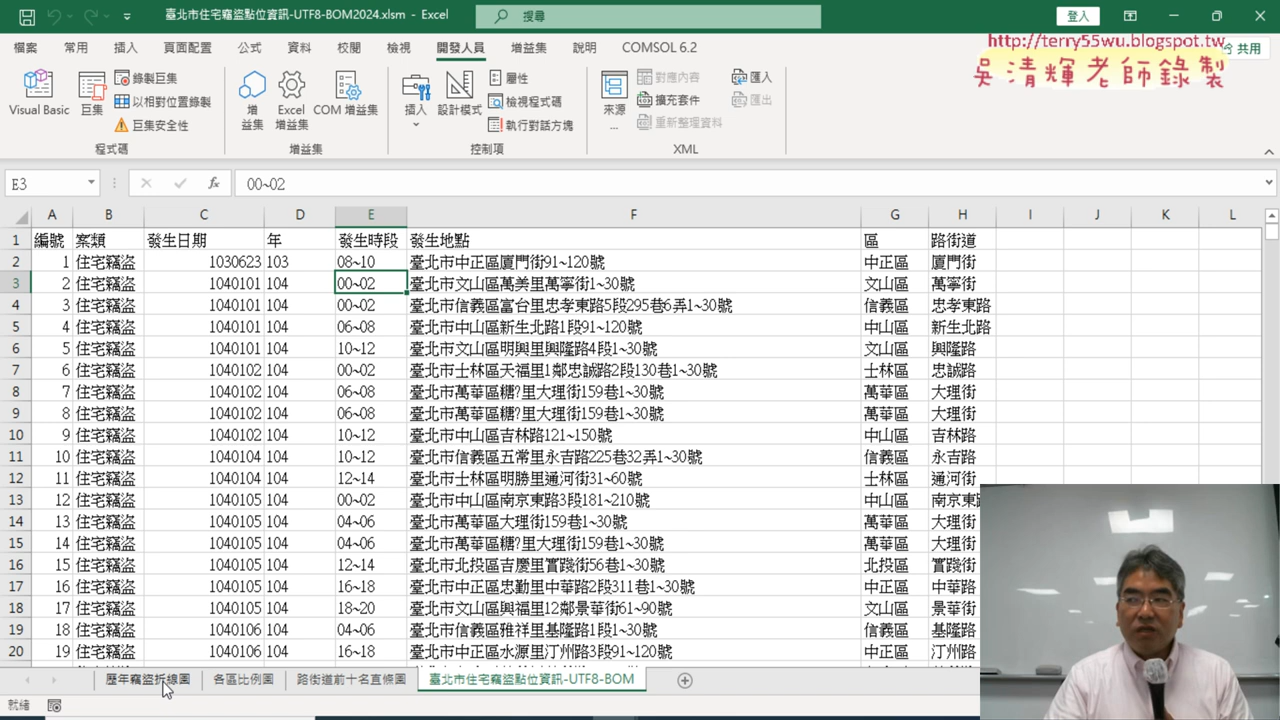 臺北市住宅竊盜點位資訊-UTF8-BOM2024.xlsm - Excel
搜尋
登入
檔案 常用 插入 頁面配置 公式 資料 校閱 檢視 開發人員 增益集 說明 COMSOL 6.2
共用
http://terry55wu.blogspot.tw
吳清輝老師錄製
Visual Basic
巨集
錄製巨集
以相對位置錄製
巨集安全性
程式碼
增益集
Excel 增益集
COM 增益集
增益集
插入
設計模式
屬性
檢視程式碼
執行對話方塊
控制項
來源
對應內容
擴充套件
重新整理資料
匯入
匯出
XML
E3
fx
00~02
A B C D E F G H I J K L
1 編號 案類 發生日期 年 發生時段 發生地點 區 路街道
2 1 住宅竊盜 1030623 103 08~10 臺北市中正區廈門街91~120號 中正區 廈門街
3 2 住宅竊盜 1040101 104 00~02 臺北市文山區萬美里萬寧街1~30號 文山區 萬寧街
4 3 住宅竊盜 1040101 104 00~02 臺北市信義區富台里忠孝東路5段295巷6弄1~30號 信義區 忠孝東路
5 4 住宅竊盜 1040101 104 06~08 臺北市中山區新生北路1段91~120號 中山區 新生北路
6 5 住宅竊盜 1040101 104 10~12 臺北市文山區明興里興隆路4段1~30號 文山區 興隆路
7 6 住宅竊盜 1040102 104 00~02 臺北市士林區天福里1鄰忠誠路2段130巷1~30號 士林區 忠誠路
8 7 住宅竊盜 1040102 104 06~08 臺北市萬華區糖?里大理街159巷1~30號 萬華區 大理街
9 8 住宅竊盜 1040102 104 06~08 臺北市萬華區糖?里大理街159巷1~30號 萬華區 大理街
10 9 住宅竊盜 1040102 104 10~12 臺北市中山區吉林路121~150號 中山區 吉林路
11 10 住宅竊盜 1040102 104 10~12 臺北市信義區五常里永吉路225巷32弄1~30號 信義區 永吉路
12 11 住宅竊盜 1040104 104 12~14 臺北市士林區明勝里通河街31~60號 士林區 通河街
13 12 住宅竊盜 1040105 104 00~02 臺北市中山區南京東路3段181~210號 中山區 南京東
14 13 住宅竊盜 1040105 104 04~06 臺北市萬華區大理街159巷1~30號 萬華區 大理街
15 14 住宅竊盜 1040105 104 04~06 臺北市萬華區糖?里大理街159巷1~30號 萬華區 大理街
16 15 住宅竊盜 1040105 104 12~14 臺北市北投區吉慶里實踐街56巷1~30號 北投區 實踐街
17 16 住宅竊盜 1040105 104 16~18 臺北市中正區忠勤里中華路2段311巷1~30號 中正區 中華路
18 17 住宅竊盜 1040105 104 18~20 臺北市文山區興福里12鄰景華街61~90號 文山區 景華街
19 18 住宅竊盜 1040106 104 04~06 臺北市信義區雅祥里基隆路1段1~30號 信義區 基隆路
20 19 住宅竊盜 1040106 104 16~18 臺北市中正區水源里汀州路3段91~120號 中正區 汀州路
歷年竊盜折線圖 各區比例圖 路街道前十名直條圖 臺北市住宅竊盜點位資訊-UTF8-BOM
就緒